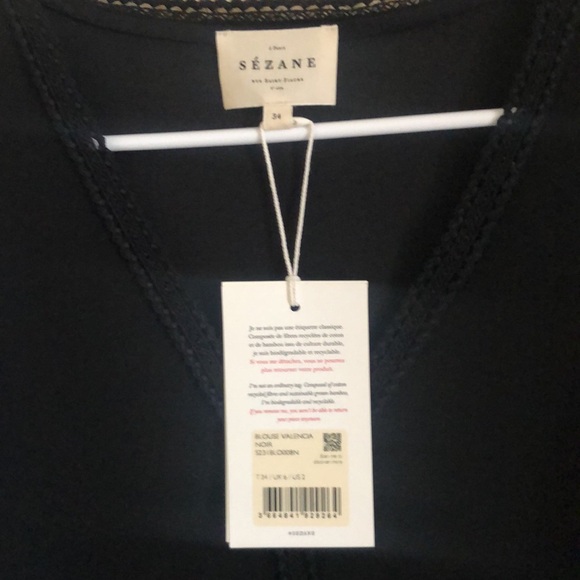 SÉZANE
34
Je ne suis pas une étiquette classique.
Composée de fibres recyclées de coton
et de bambou issu de culture durable,
je suis biodégradable et recyclable.
Si vous me détachez, vous ne pourrez
plus retourner votre produit.
I'm not an ordinary tag. Composed of cotton
recycled fibres and sustainable grown bamboo,
I'm biodegradable and recyclable.
If you remove me, you won't be able to return
your piece anymore.
BLOUSE VALENCIA
NOIR
T.34 / UK 6 / US 2